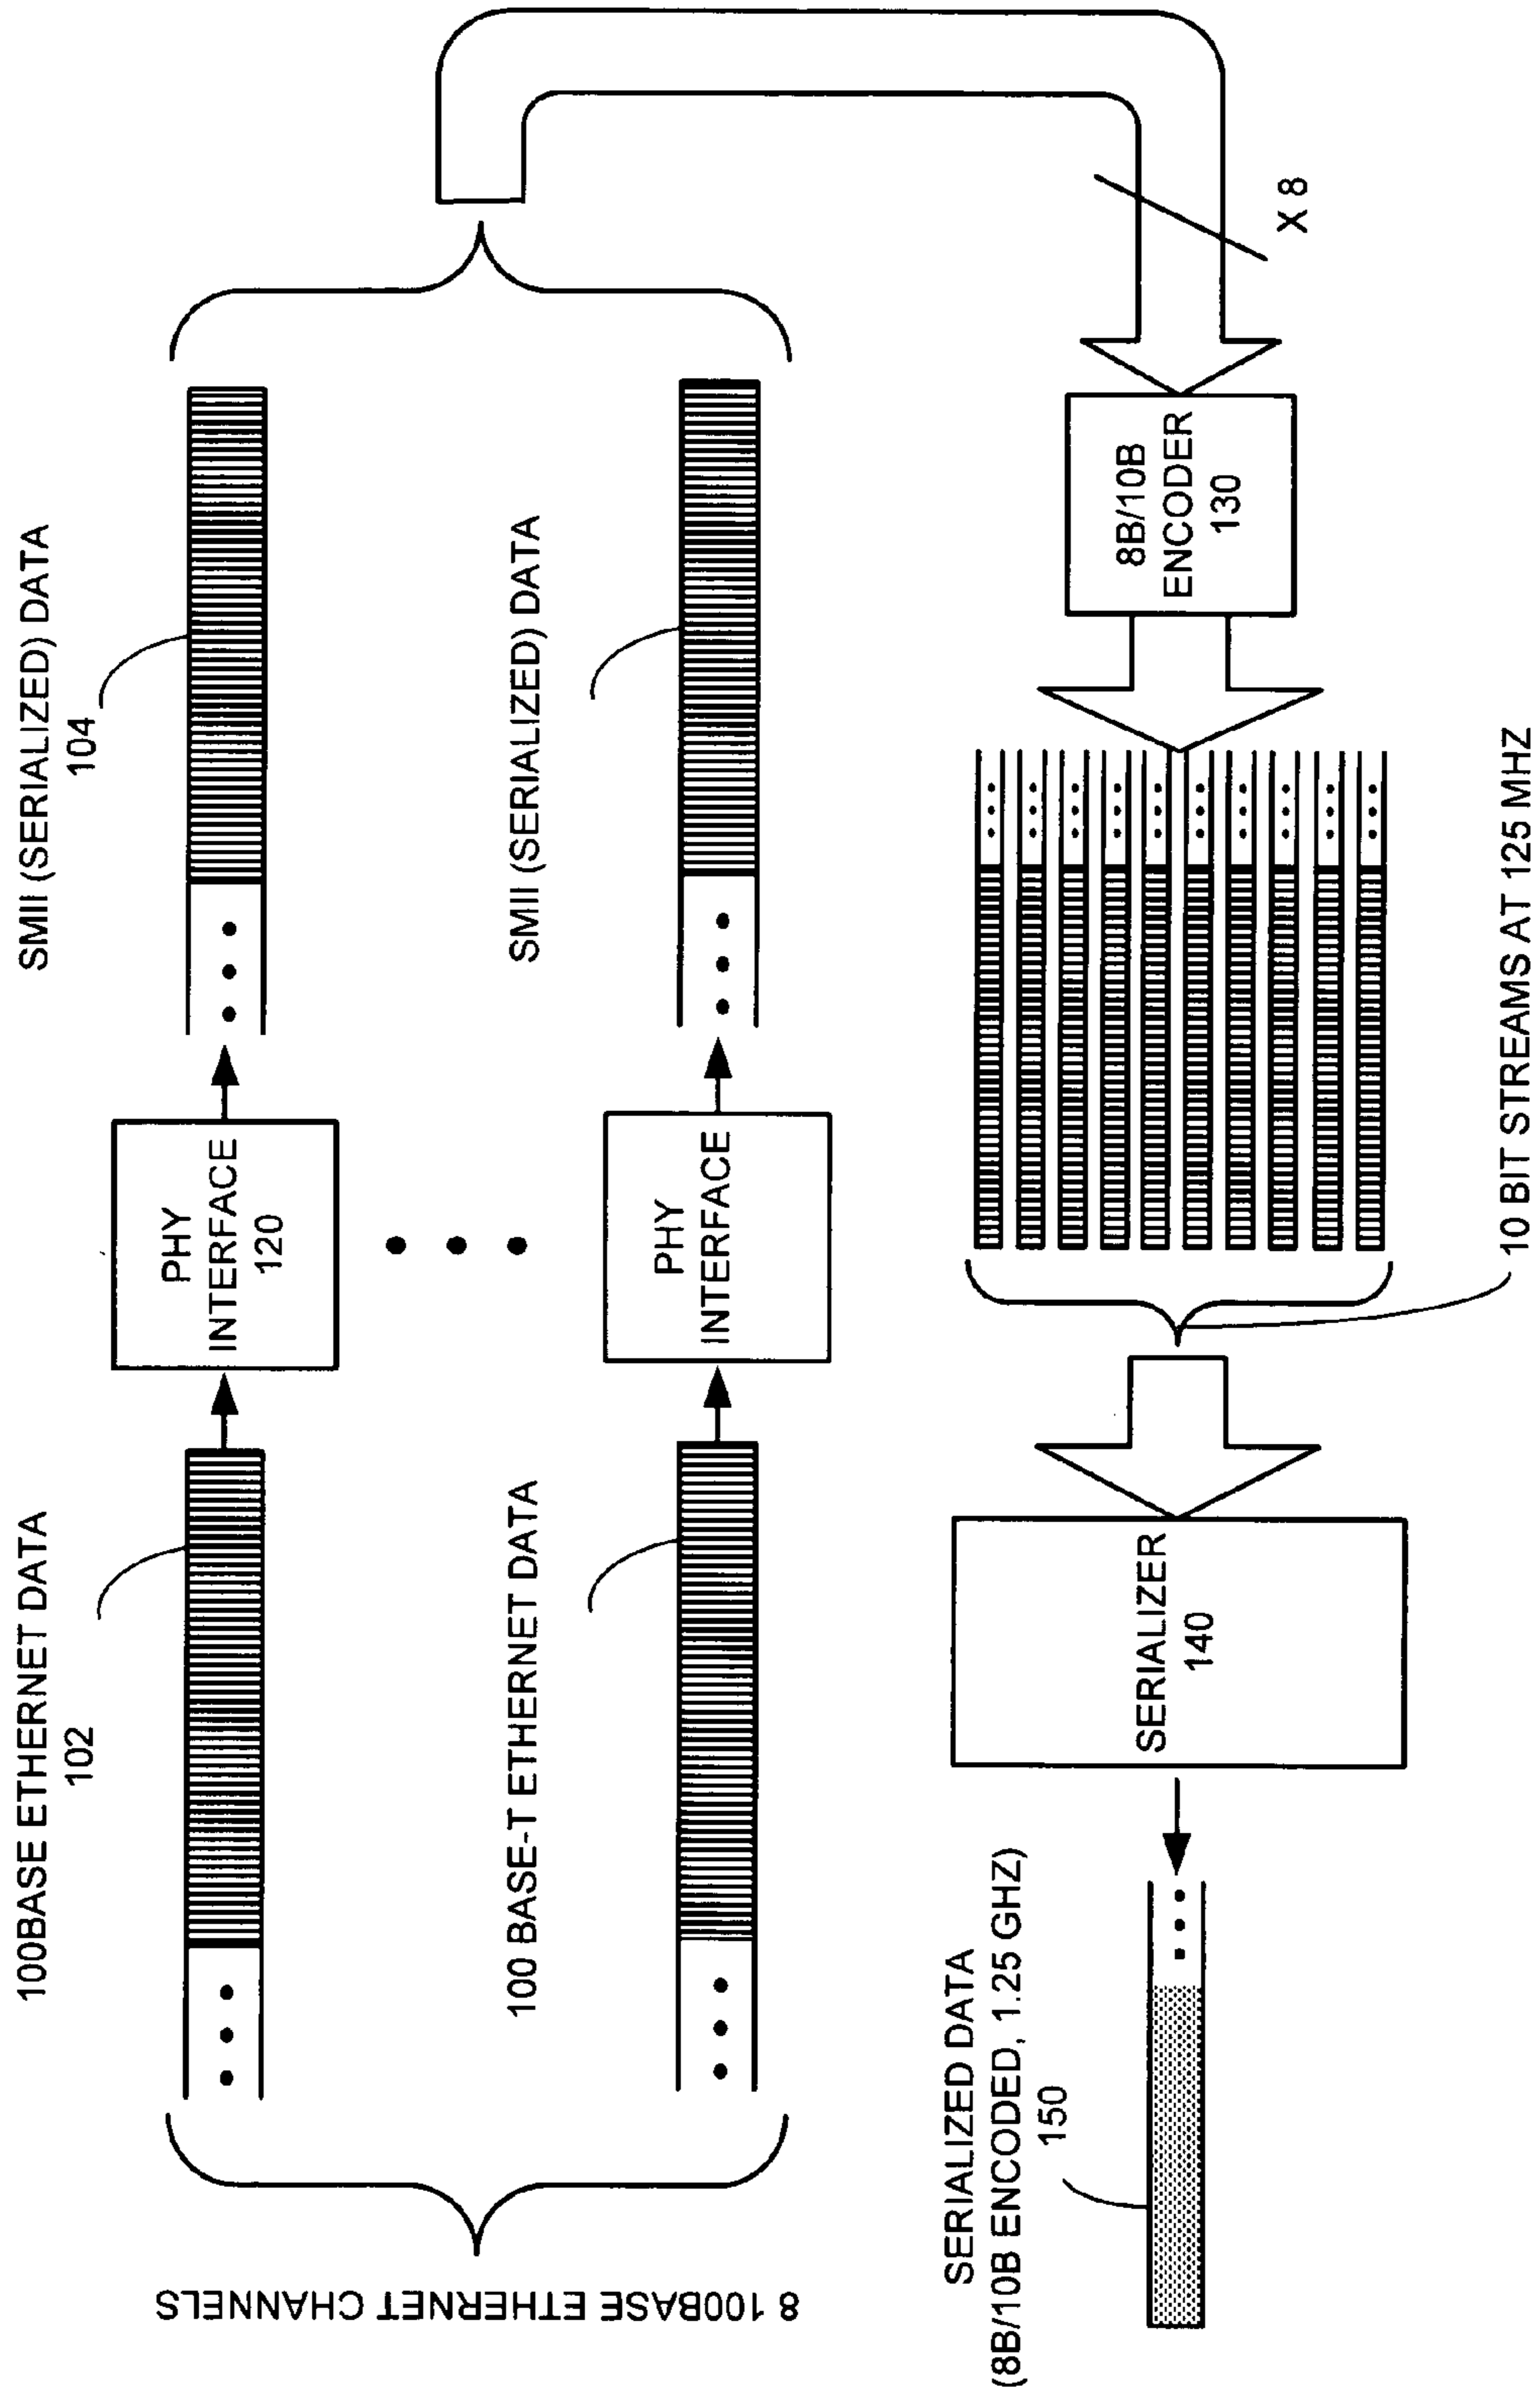 8 100BASE ETHERNET CHANNELS
100BASE ETHERNET DATA
102
PHY
INTERFACE
120
SMII (SERIALIZED) DATA
104
100 BASE-T ETHERNET DATA
PHY
INTERFACE
SMII (SERIALIZED) DATA
X 8
SERIALIZED DATA
(8B/10B ENCODED, 1.25 GHZ)
150
SERIALIZER
140
8B/10B
ENCODER
130
10 BIT STREAMS AT 125 MHZ